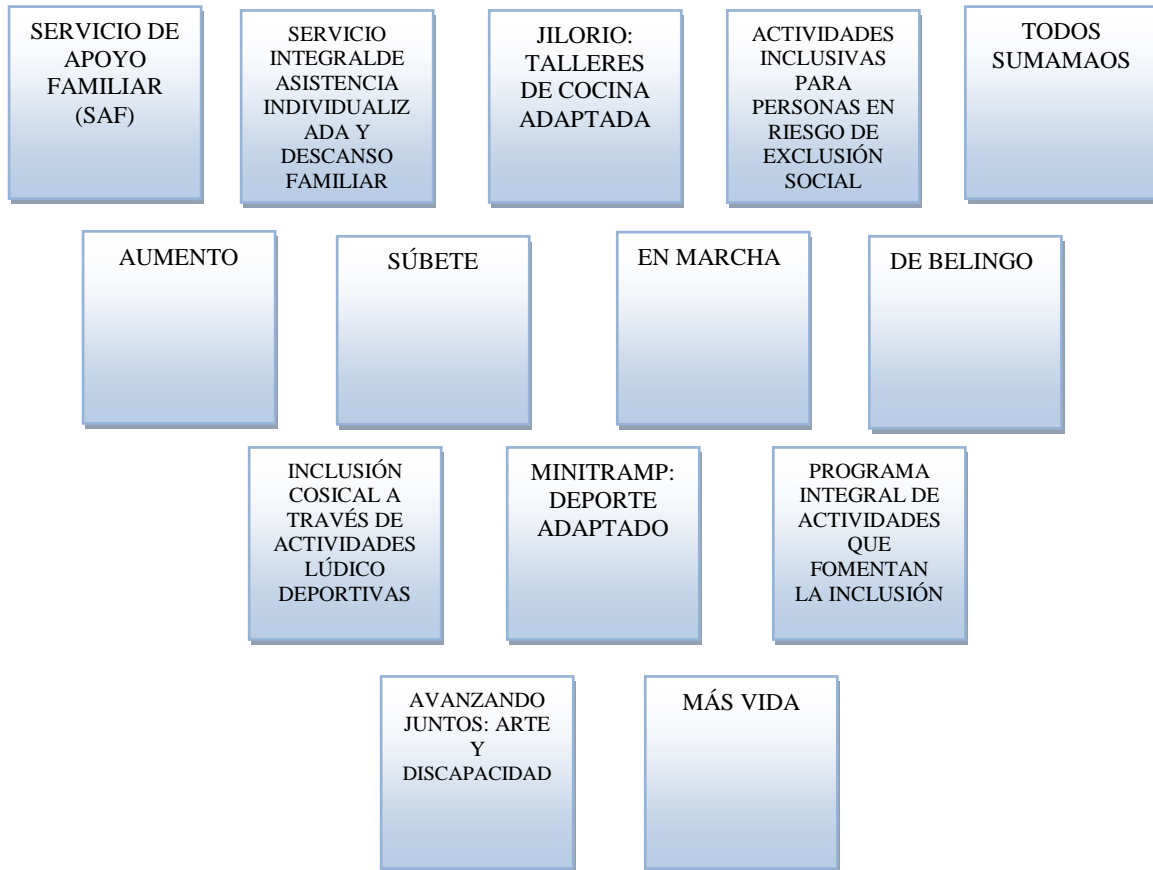 SERVICIO DE
APOYO
FAMILIAR
(SAF)
SERVICIO
INTEGRALDE
ASISTENCIA
INDIVIDUALIZ
ADA Y
DESCANSO
FAMILIAR
JILORIO:
TALLERES
DE COCINA
ADAPTADA
ACTIVIDADES
INCLUSIVAS
PARA
PERSONAS EN
RIESGO DE
EXCLUSIÓN
SOCIAL
TODOS
SUMAMAOS
AUMENTO
SÚBETE
EN MARCHA
DE BELINGO
INCLUSIÓN
COSICAL A
TRAVÉS DE
ACTIVIDADES
LÚDICO
DEPORTIVAS
MINITRAMP:
DEPORTE
ADAPTADO
PROGRAMA
INTEGRAL DE
ACTIVIDADES
QUE
FOMENTAN
LA INCLUSIÓN
AVANZANDO
JUNTOS: ARTE
Y
DISCAPACIDAD
MÁS VIDA